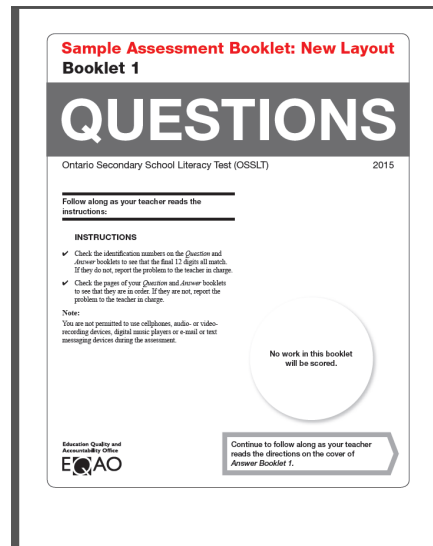 Sample Assessment Booklet: New Layout
Booklet 1
QUESTIONS
Ontario Secondary School Literacy Test (OSSLT) 2015
Follow along as your teacher reads the
instructions:
INSTRUCTIONS
✔ Check the identification numbers on the Question and
Answer booklets to see that the final 12 digits all match.
If they do not, report the problem to the teacher in charge.
✔ Check the pages of your Question and Answer booklets
to see that they are in order. If they are not, report the
problem to the teacher in charge.
Note:
You are not permitted to use cellphones, audio- or video-
recording devices, digital music players or e-mail or text
messaging devices during the assessment.
No work in this booklet
will be scored.
Education Quality and
Accountability Office
EQAO
Continue to follow along as your teacher
reads the directions on the cover of
Answer Booklet 1.